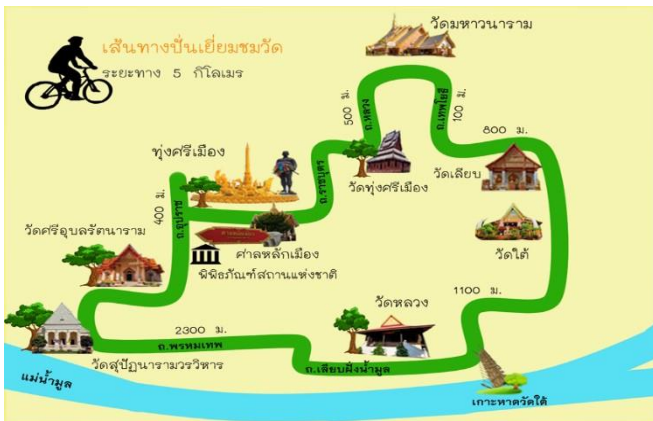 เส้นทางปั่นเยี่ยมชมวัด
ระยะทาง 5 กิโลเมร
วัดมหาวนาราม
500 ม.
ถ.หลวง
ถ.เทพโยธี
100 ม.
800 ม.
ทุ่งศรีเมือง
วัดทุ่งศรีเมือง
วัดเลียบ
ถ.ราชบุตร
400 ม.
ถ.อุปราช
วัดศรีอุบลรัตนาราม
ศาลหลักเมือง
พิพิธภัณฑ์สถานแห่งชาติ
วัดใต้
1100 ม.
วัดหลวง
2300 ม.
ถ.พรหมเทพ
วัดสุปัฏนารามวรวิหาร
ถ.เลียบฝั่งน้ำมูล
แม่น้ำมูล
เกาะหาดวัดใต้